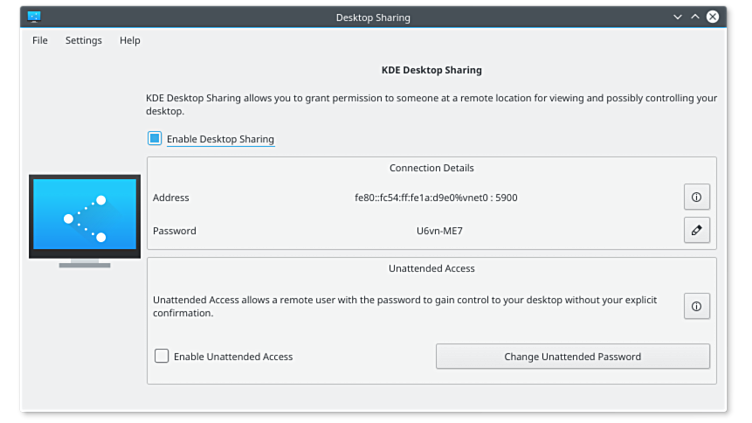 Desktop Sharing
File Settings Help
KDE Desktop Sharing
KDE Desktop Sharing allows you to grant permission to someone at a remote location for viewing and possibly controlling your
desktop.
Enable Desktop Sharing
Connection Details
Address fe80::fc54:ff:fe1a:d9e0%vnet0 : 5900
Password U6vn-ME7
Unattended Access
Unattended Access allows a remote user with the password to gain control to your desktop without your explicit
confirmation.
Enable Unattended Access Change Unattended Password